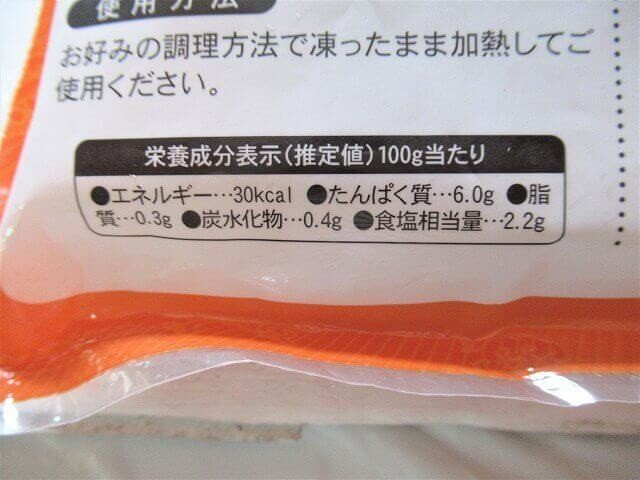 使用方法
お好みの調理方法で凍ったまま加熱してご
使用ください。
栄養成分表示(推定値)100g当たり
●エネルギー…30kcal ●たんぱく質…6.0g ●脂
質…0.3g ●炭水化物…0.4g ●食塩相当量…2.2g